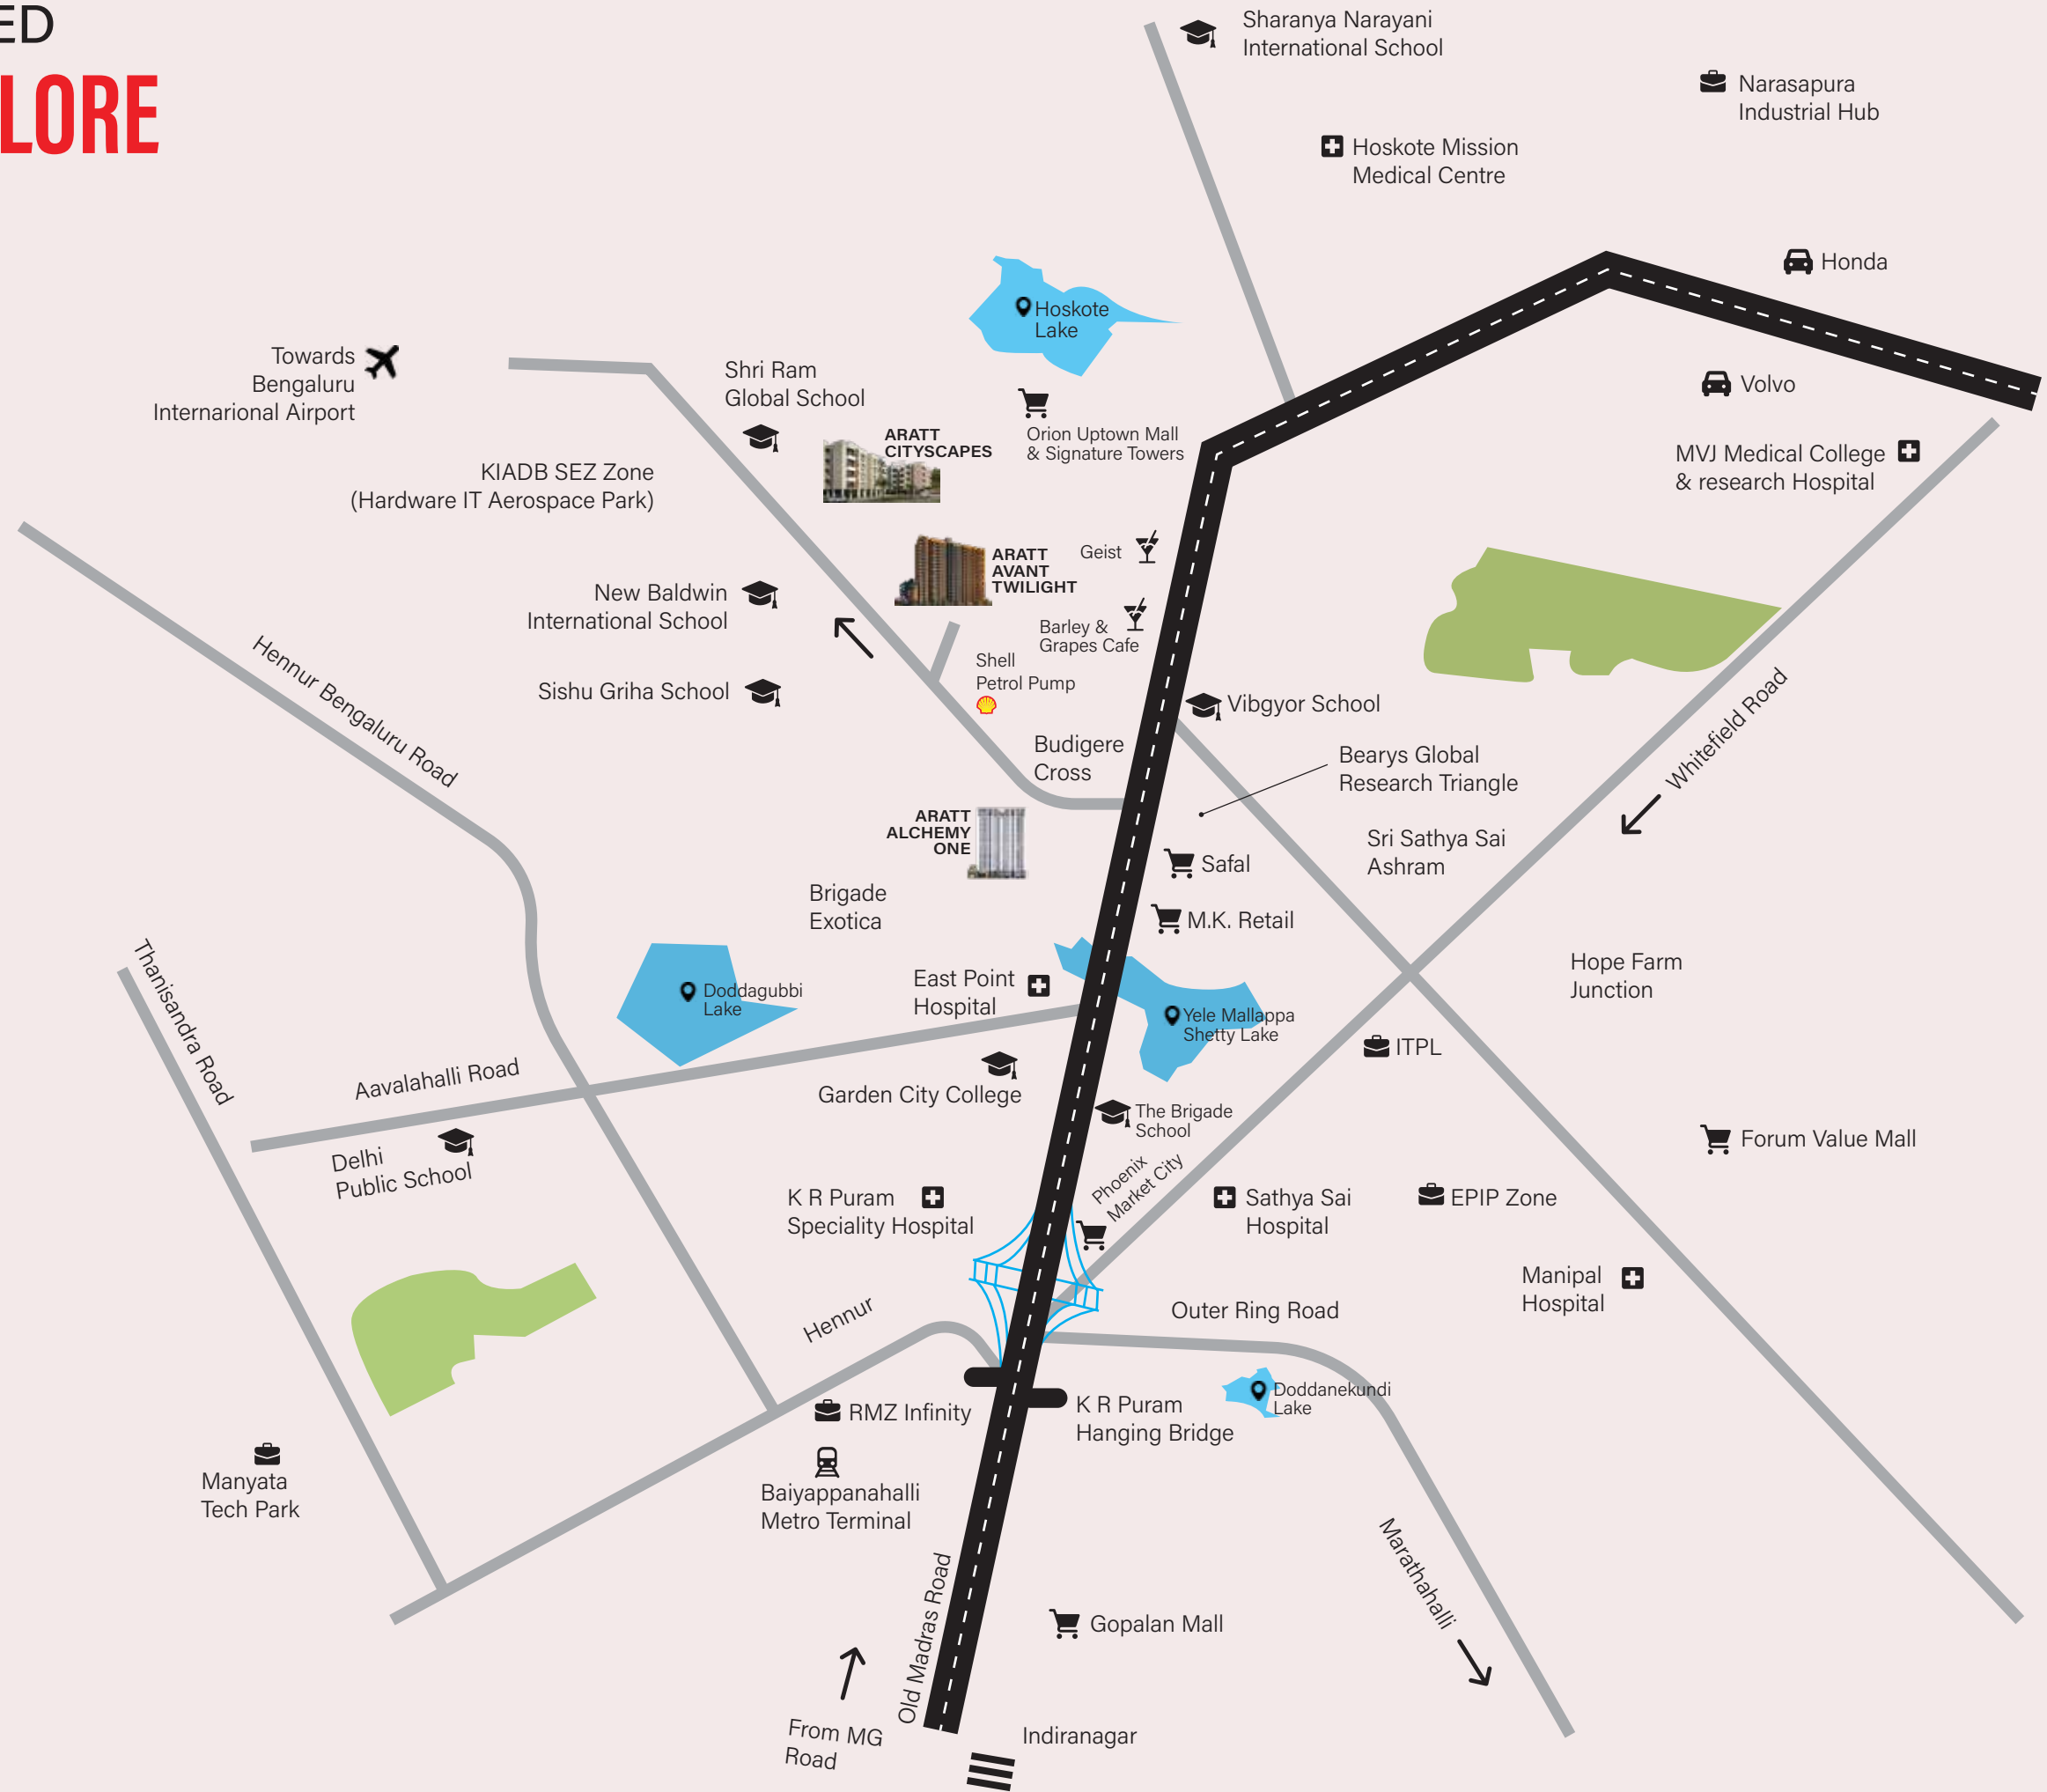 ED
LORE
Sharanya Narayani
International School
Narasapura
Industrial Hub
Hoskote Mission
Medical Centre
Honda
Hoskote
Lake
Towards
Bengaluru
Internarional Airport
Shri Ram
Global School
Volvo
ARATT
CITYSCAPES
Orion Uptown Mall
& Signature Towers
MVJ Medical College
& research Hospital
KIADB SEZ Zone
(Hardware IT Aerospace Park)
ARATT
AVANT
TWILIGHT
Geist
New Baldwin
International School
Barley &
Grapes Cafe
Shell
Petrol Pump
Hennur Bengaluru Road
Sishu Griha School
Vibgyor School
Whitefield Road
Budigere
Cross
Bearys Global
Research Triangle
ARATT
ALCHEMY
ONE
Sri Sathya Sai
Ashram
Safal
Brigade
Exotica
M.K. Retail
Thanisandra Road
Hope Farm
Junction
East Point
Hospital
Doddagubbi
Lake
Yele Mallappa
Shetty Lake
ITPL
Aavalahalli Road
Garden City College
The Brigade
School
Forum Value Mall
Delhi
Public School
Phoenix
Market City
K R Puram
Speciality Hospital
Sathya Sai
Hospital
EPIP Zone
Manipal
Hospital
Hennur
Outer Ring Road
Doddanekundi
Lake
RMZ Infinity
K R Puram
Hanging Bridge
Manyata
Tech Park
Baiyappanahalli
Metro Terminal
Marathahalli
Old Madras Road
Gopalan Mall
From MG
Road
Indiranagar